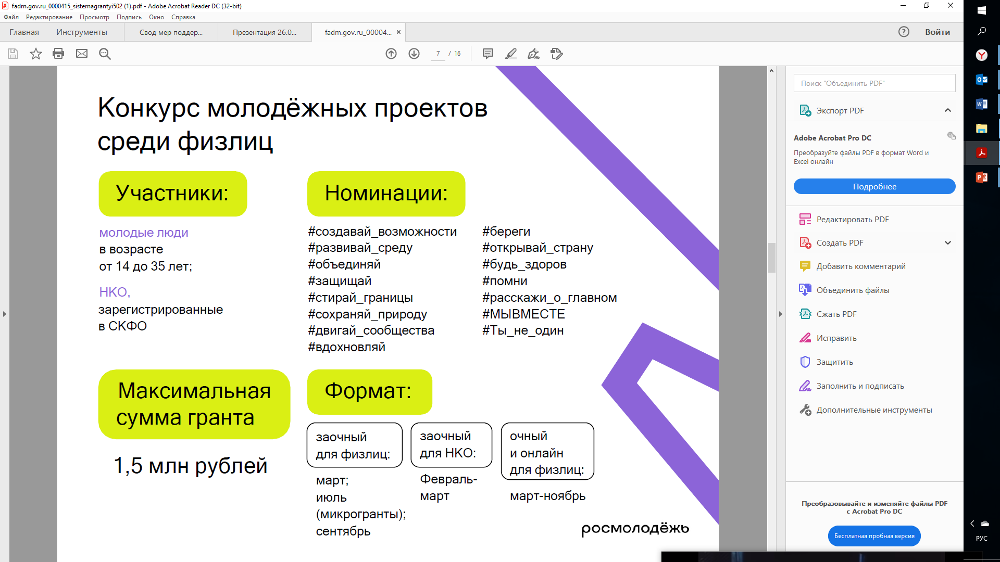 fadm.gov.ru_0000415_sistemagrantyi502 (1).pdf - Adobe Acrobat Reader DC (32-bit)
Файл Редактирование Просмотр Подпись Окно Справка
Главная Инструменты Свод мер поддер... Презентация 26.0... fadm.gov.ru_00004... Войти
7 / 16
Конкурс молодёжных проектов
среди физлиц
Участники:
молодые люди
в возрасте
от 14 до 35 лет;
НКО,
зарегистрированные
в СКФО
Номинации:
#создавай_возможности
#развивай_среду
#объединяй
#защищай
#стирай_границы
#сохраняй_природу
#двигай_сообщества
#вдохновляй
#береги
#открывай_страну
#будь_здоров
#помни
#расскажи_о_главном
#МЫВМЕСТЕ
#Ты_не_один
Максимальная
сумма гранта
1,5 млн рублей
Формат:
заочный
для физлиц:
март;
июль
(микрогранты);
сентябрь
заочный
для НКО:
Февраль-
март
очный
и онлайн
для физлиц:
март-ноябрь
росмолодёжь
Поиск "Объединить PDF"
Экспорт PDF
Adobe Acrobat Pro DC
Преобразуйте файлы PDF в формат Word и
Excel онлайн
Подробнее
Редактировать PDF
Создать PDF
Добавить комментарий
Объединить файлы
Сжать PDF
Исправить
Защитить
Заполнить и подписать
Дополнительные инструменты
Преобразовывайте и изменяйте файлы PDF
с Acrobat Pro DC
Бесплатная пробная версия
РУС